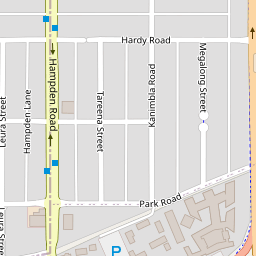 Hardy Road
Leura Street
Hampden Lane
Hampden Road
Tareena Street
Kanimbla Road
Megalong Street
Park Road
Leura Street
P